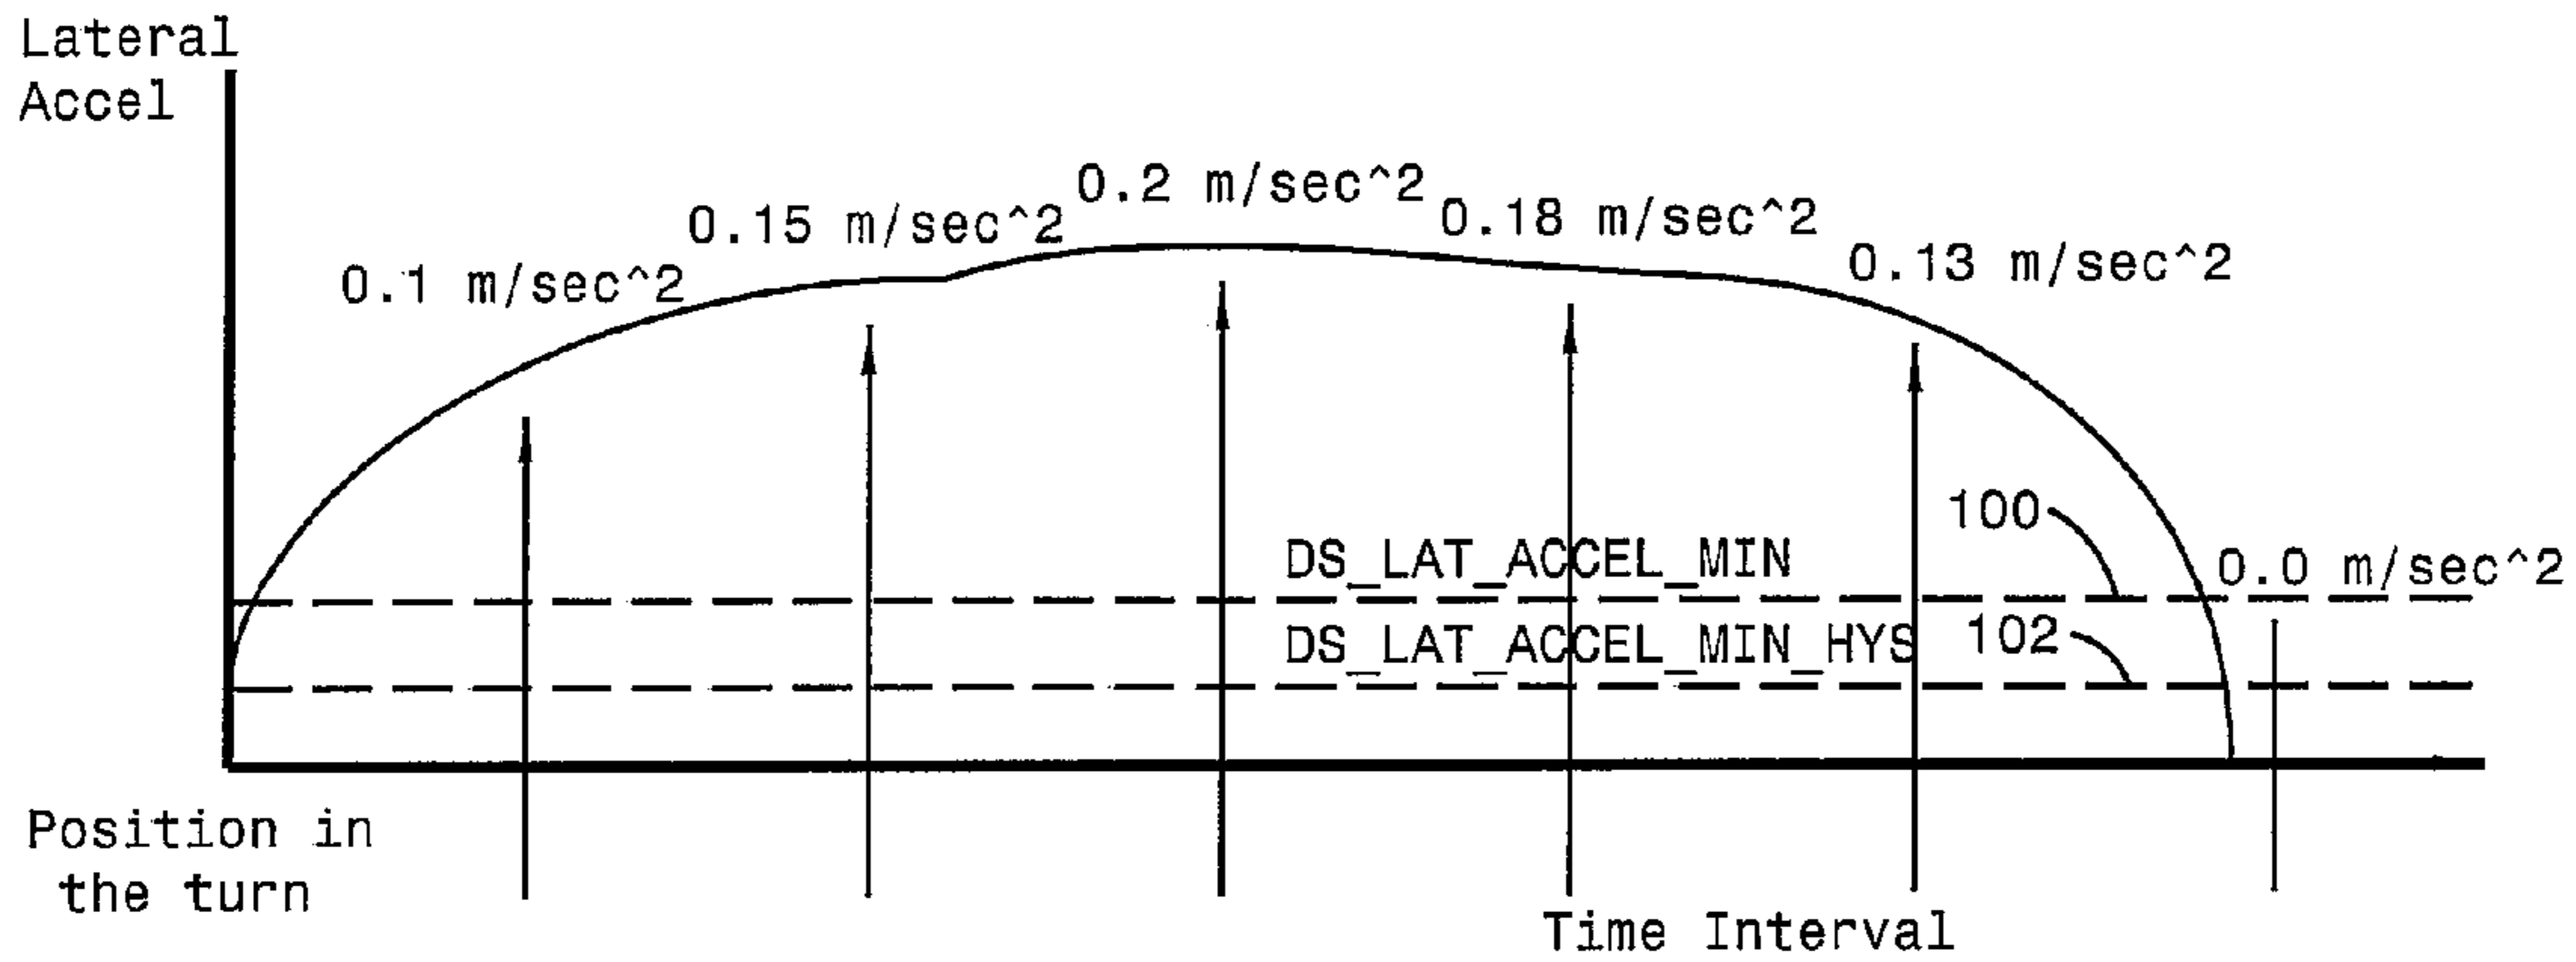 Lateral
Accel
0.1 m/sec^2
0.15 m/sec^2
0.2 m/sec^2
0.18 m/sec^2
0.13 m/sec^2
100
DS_LAT_ACCEL_MIN
0.0 m/sec^2
DS_LAT_ACCEL_MIN_HYS
102
Position in
the turn
Time Interval